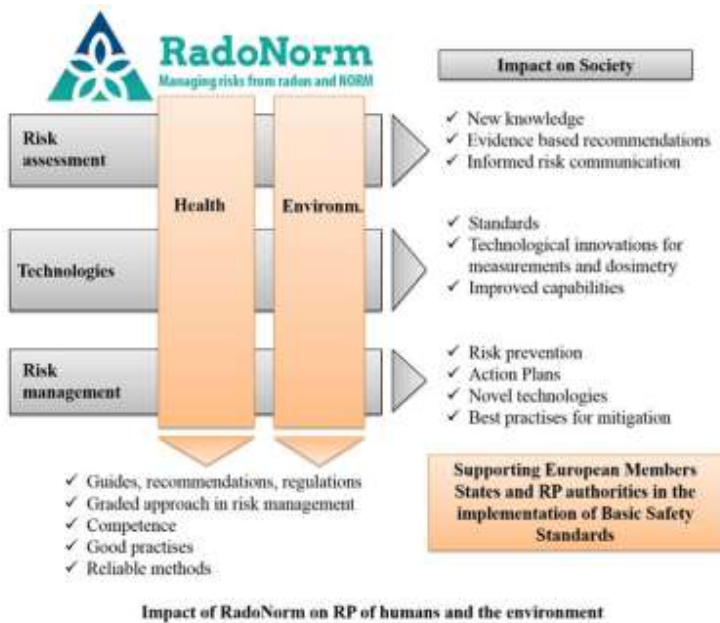 RadoNorm
Managing risks from radon and NORM
Impact on Society
Risk
assessment
✓ New knowledge
✓ Evidence based recommendations
✓ Informed risk communication
Health
Environm.
Technologies
✓ Standards
✓ Technological innovations for
measurements and dosimetry
✓ Improved capabilities
Risk
management
✓ Risk prevention
✓ Action Plans
✓ Novel technologies
✓ Best practises for mitigation
✓ Guides, recommendations, regulations
✓ Graded approach in risk management
✓ Competence
✓ Good practises
✓ Reliable methods
Supporting European Members
States and RP authorities in the
implementation of Basic Safety
Standards
Impact of RadoNorm on RP of humans and the environment